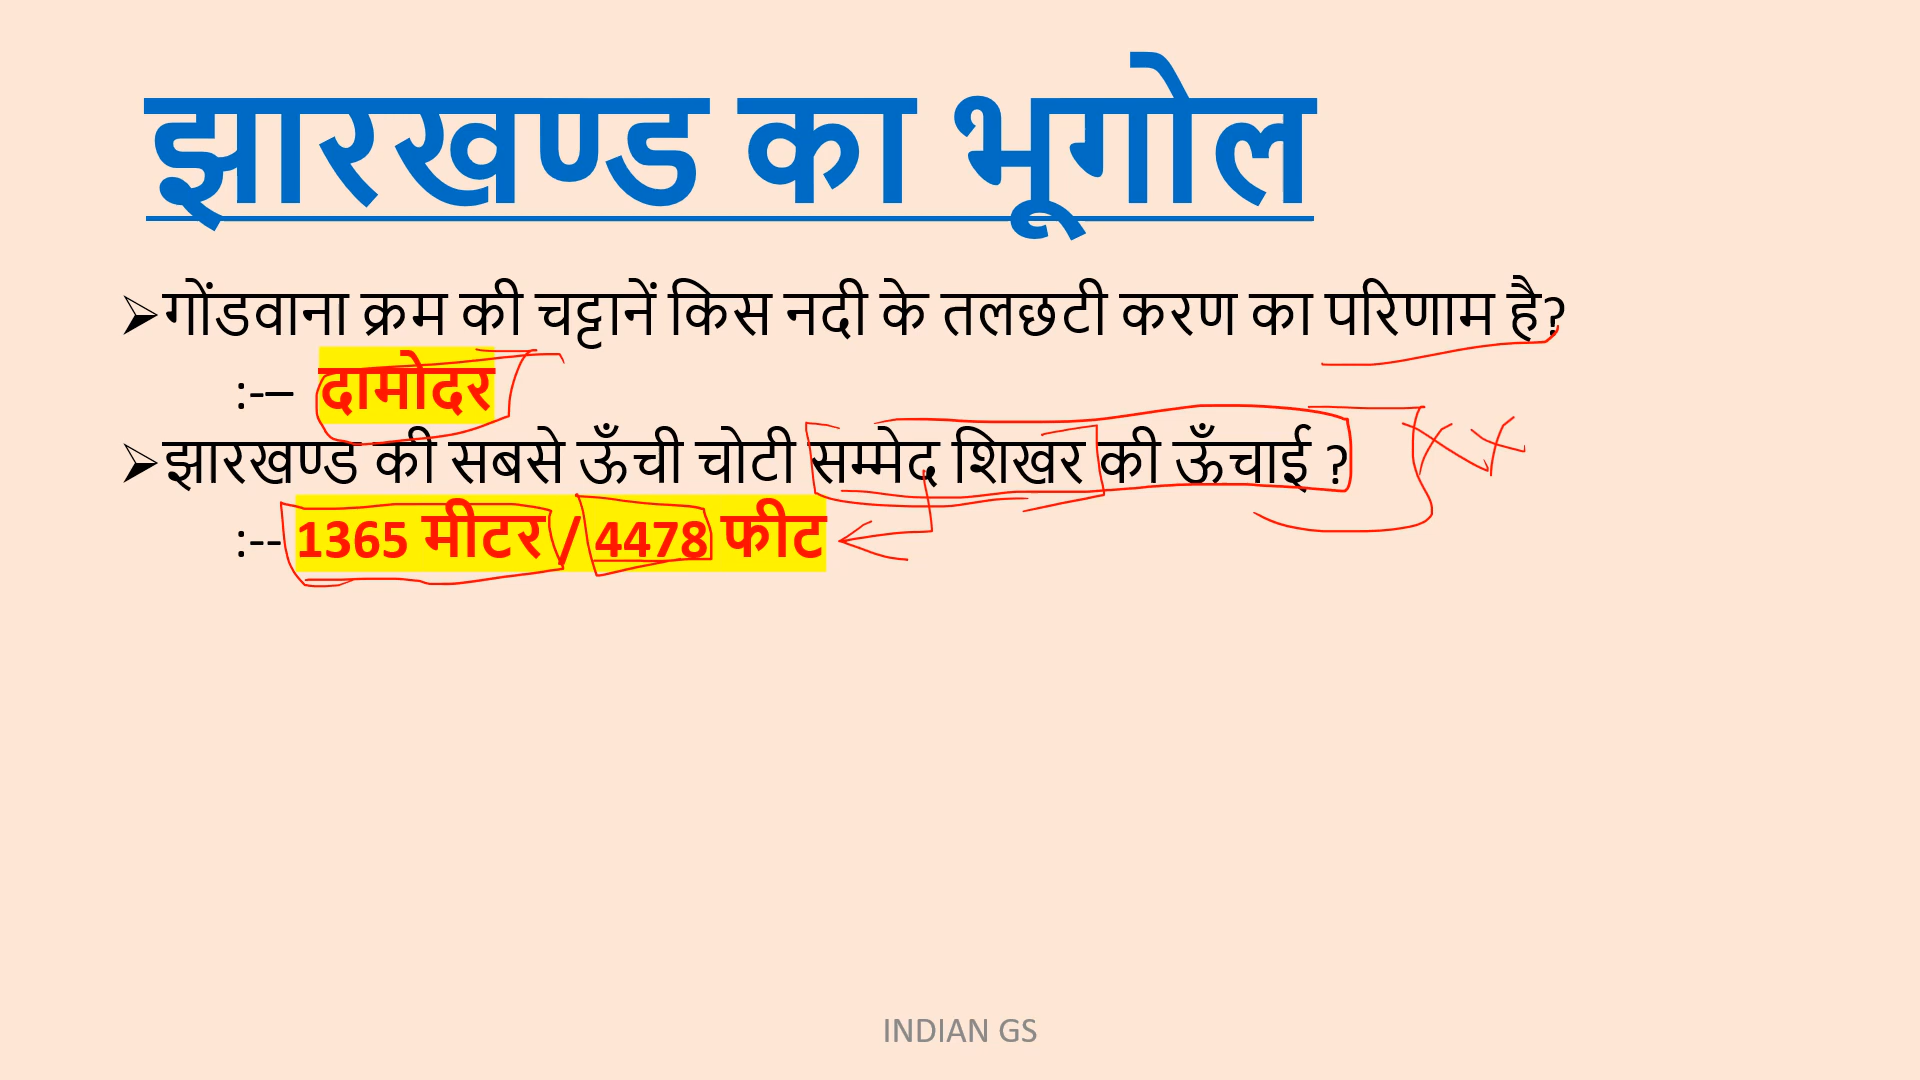 झारखण्ड का भूगोल
➢गोंडवाना क्रम की चट्टानें किस नदी के तलछटी करण का परिणाम है?
:-– दामोदर
➢झारखण्ड की सबसे ऊँची चोटी सम्मेद शिखर की ऊँचाई ?
:-- 1365 मीटर / 4478 फीट
INDIAN GS